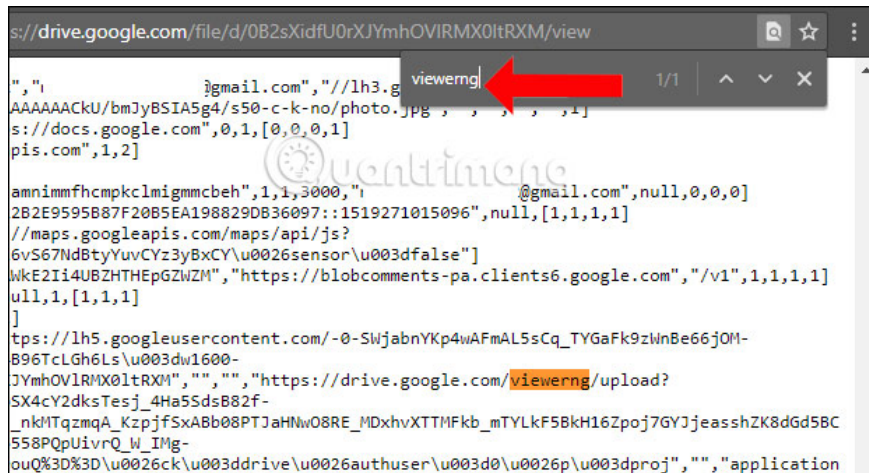 s://drive.google.com/file/d/0B2sXidfU0rXJYmhOVlRMX0ltRXM/view
viewerng
1/1
","ı @gmail.com","//lh3.g
AAAAAACkU/bmJyBSIA5g4/s50-c-k-no/photo.jpg","","","","",1]
s://docs.google.com",0,1,[0,0,0,1]
pis.com",1,2]
Quantrimang
amnimmfhcmpkclmigmmcbeh",1,1,3000,"ı @gmail.com",null,0,0,0]
2B2E9595B87F20B5EA198829DB36097::1519271015096",null,[1,1,1,1]
//maps.googleapis.com/maps/api/js?
6vS67NdBtyYuvCYz3yBxCY\u0026sensor\u003dfalse"]
WkE2Ii4UBZHTHEpGZWZM","https://blobcomments-pa.clients6.google.com","/v1",1,1,1,1]
ull,1,[1,1,1]
]
tps://lh5.googleusercontent.com/-0-SWjabnYKp4wAFmAL5sCq_TYGaFk9zWnBe66jOM-
B96TcLGh6Ls\u003dw1600-
JYmhOVlRMX0ltRXM","","","https://drive.google.com/viewerng/upload?
SX4cY2dksTesj_4Ha5SdsB82f-
_nkMTqzmqA_KzpjfSxABb08PTJaHNwO8RE_MDxhvXTTMFkb_mTYLkF5BkH16Zpoj7GYJjeasshZK8dGd5BC
558PQpUivrQ_W_IMg-
ouQ%3D%3D\u0026ck\u003ddrive\u0026authuser\u003d0\u0026p\u003dproj","","application